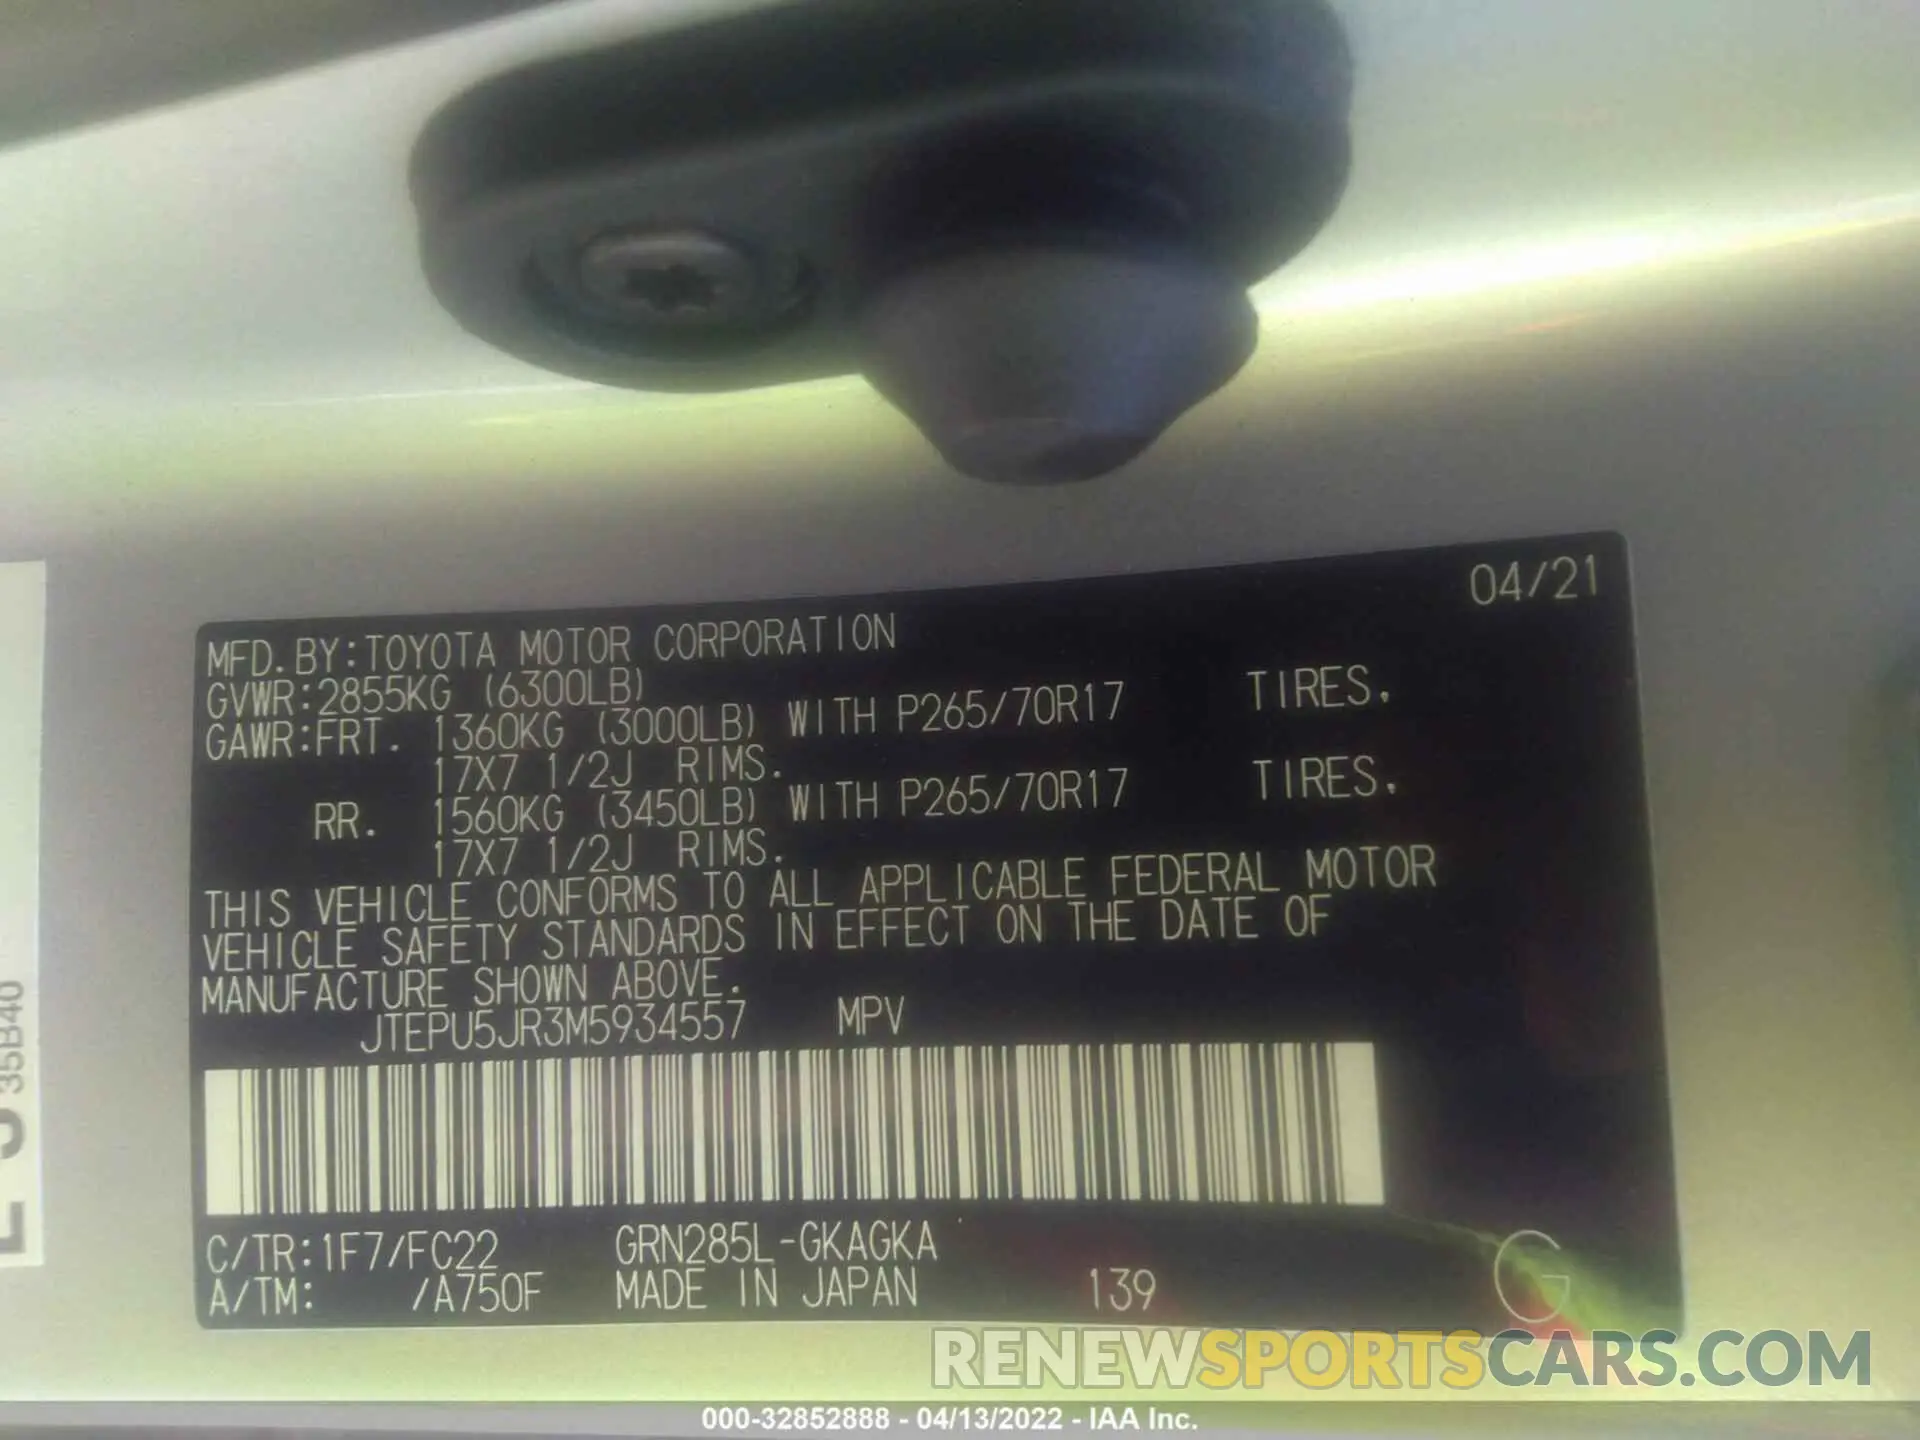 04/21
MFD.BY:TOYOTA MOTOR CORPORATION
GVWR:2855KG (6300LB)
GAWR:FRT. 1360KG (3000LB) WITH P265/70R17 TIRES.
17X7 1/2J RIMS.
RR. 1560KG (3450LB) WITH P265/70R17 TIRES.
17X7 1/2J RIMS.
THIS VEHICLE CONFORMS TO ALL APPLICABLE FEDERAL MOTOR
VEHICLE SAFETY STANDARDS IN EFFECT ON THE DATE OF
MANUFACTURE SHOWN ABOVE.
JTEPU5JR3M5934557 MPV
C/TR:1F7/FC22 GRN285L-GKAGKA
A/TM: /A750F MADE IN JAPAN 139 G
35B40
RENEWSPORTSCARS.COM
000-32852888 - 04/13/2022 - IAA Inc.